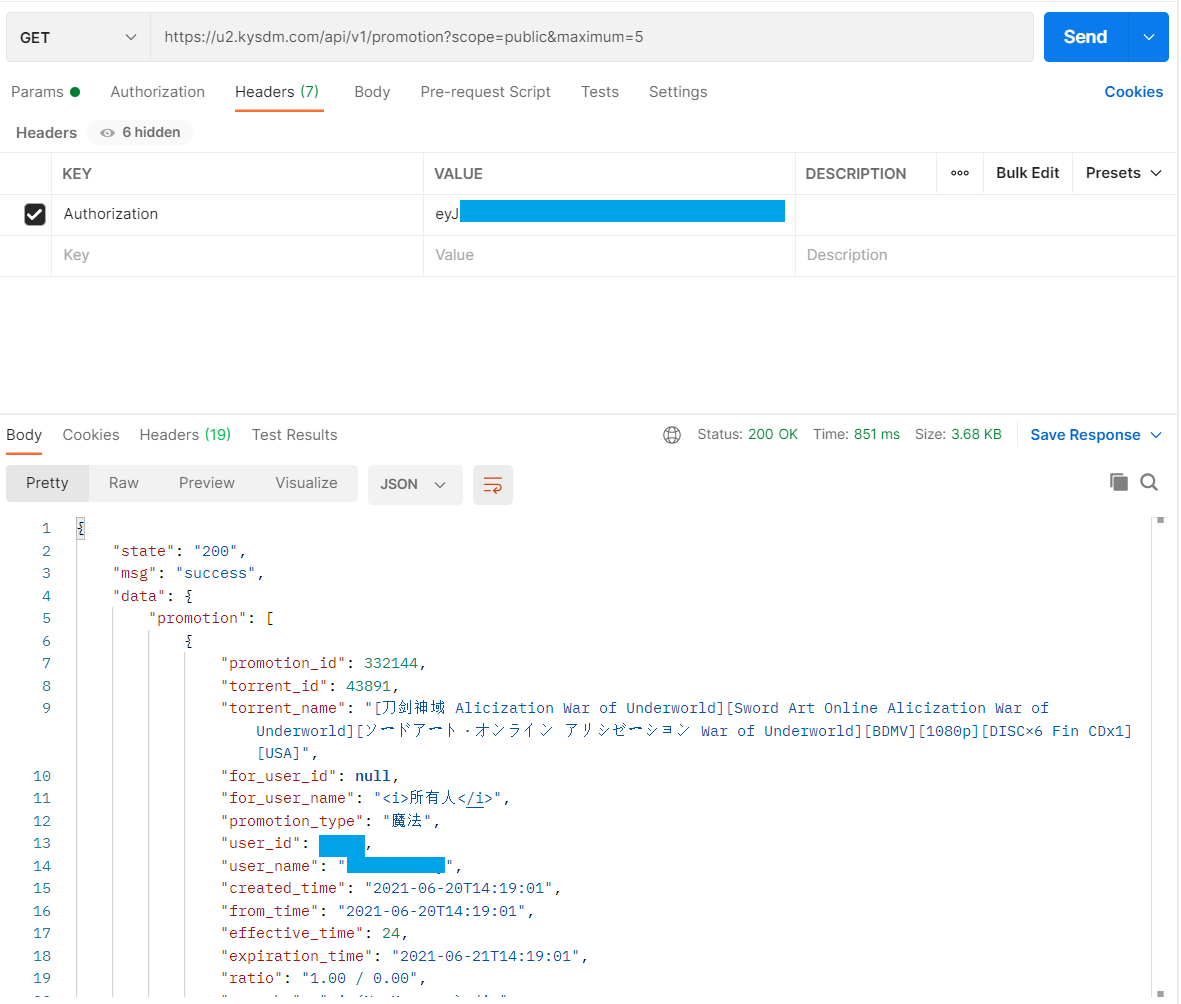 GET https://u2.kysdm.com/api/v1/promotion?scope=public&maximum=5 Send
Params Authorization Headers (7) Body Pre-request Script Tests Settings Cookies
Headers 6 hidden
KEY VALUE DESCRIPTION ooo Bulk Edit Presets
Authorization eyJ
Key Value Description
Body Cookies Headers (19) Test Results Status: 200 OK Time: 851 ms Size: 3.68 KB Save Response
Pretty Raw Preview Visualize JSON
1 {
2 "state": "200",
3 "msg": "success",
4 "data": {
5 "promotion": [
6 {
7 "promotion_id": 332144,
8 "torrent_id": 43891,
9 "torrent_name": "[刀剑神域 Alicization War of Underworld][Sword Art Online Alicization War of
Underworld][ソードアート・オンライン アリシゼーション War of Underworld][BDMV][1080p][DISC×6 Fin CDx1]
[USA]",
10 "for_user_id": null,
11 "for_user_name": "<i>所有人</i>",
12 "promotion_type": "魔法",
13 "user_id": ,
14 "user_name": " ",
15 "created_time": "2021-06-20T14:19:01",
16 "from_time": "2021-06-20T14:19:01",
17 "effective_time": 24,
18 "expiration_time": "2021-06-21T14:19:01",
19 "ratio": "1.00 / 0.00",